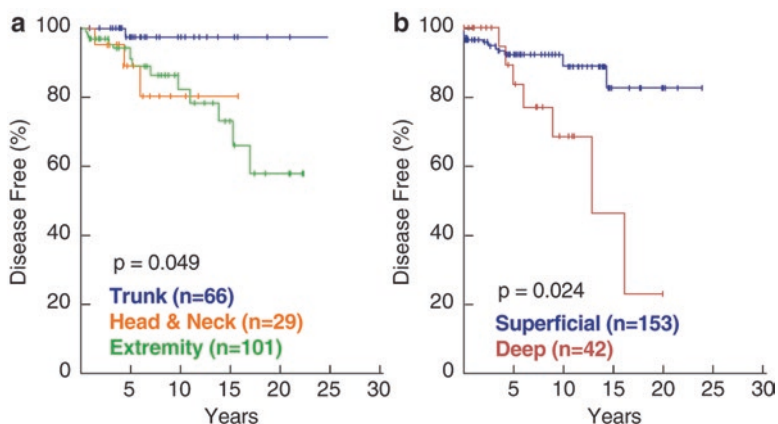 a
100
80
60
40
20
0
Disease Free (%)
p = 0.049
Trunk (n=66)
Head & Neck (n=29)
Extremity (n=101)
5 10 15 20 25 30
Years
b
100
80
60
40
20
0
Disease Free (%)
p = 0.024
Superficial (n=153)
Deep (n=42)
5 10 15 20 25 30
Years